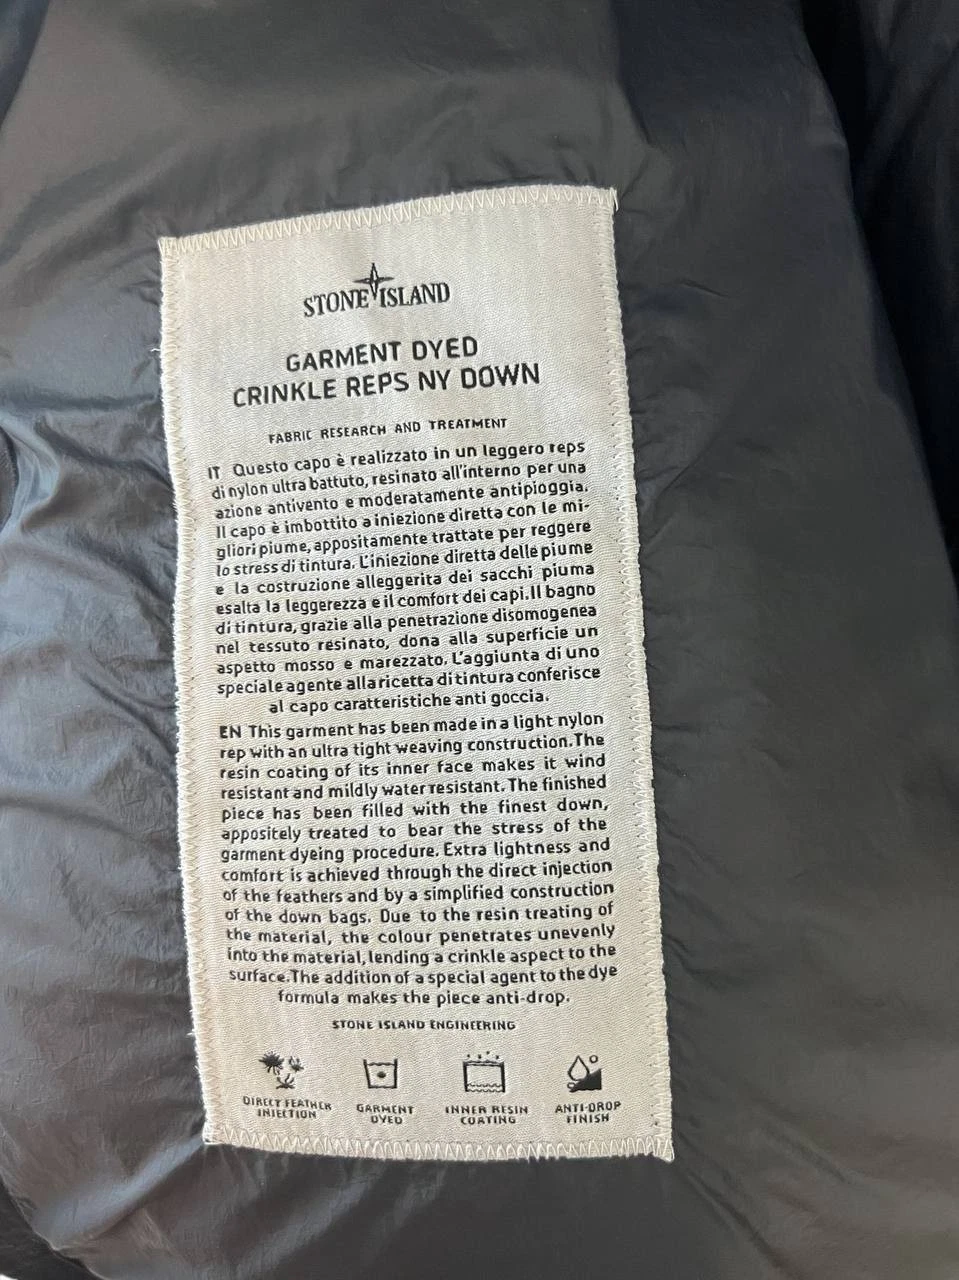 STONE ISLAND
GARMENT DYED
CRINKLE REPS NY DOWN
FABRIC RESEARCH AND TREATMENT
IT Questo capo è realizzato in un leggero reps
di nylon ultra battuto, resinato all'interno per una
azione antivento e moderatamente antipioggia.
Il capo è imbottito a iniezione diretta con le mi-
gliori piume, appositamente trattate per reggere
lo stress di tintura. L'iniezione diretta delle piume
e la costruzione alleggerita dei sacchi piuma
esalta la leggerezza e il comfort dei capi. Il bagno
di tintura, grazie alla penetrazione disomogenea
nel tessuto resinato, dona alla superficie un
aspetto mosso e marezzato. L'aggiunta di uno
speciale agente alla ricetta di tintura conferisce
al capo caratteristiche anti goccia.
EN This garment has been made in a light nylon
rep with an ultra tight weaving construction. The
resin coating of its inner face makes it wind
resistant and mildly water resistant. The finished
piece has been filled with the finest down,
appositely treated to bear the stress of the
garment dyeing procedure. Extra lightness and
comfort is achieved through the direct injection
of the feathers and by a simplified construction
of the down bags. Due to the resin treating of
the material, the colour penetrates unevenly
into the material, lending a crinkle aspect to the
surface. The addition of a special agent to the dye
formula makes the piece anti-drop.
STONE ISLAND ENGINEERING
DIRECT FEATHER
INJECTION
GARMENT
DYED
INNER RESIN
COATING
ANTI-DROP
FINISH